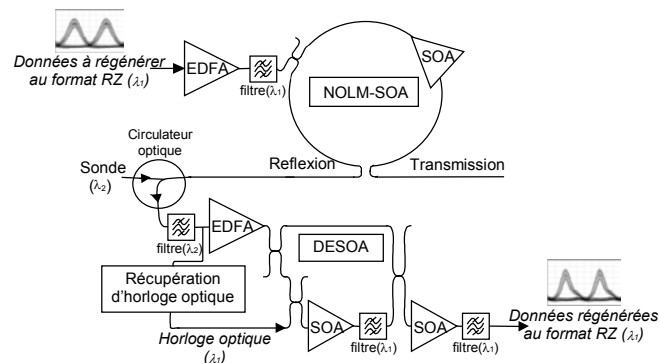 Données à régénérer
au format RZ (λ₁)
EDFA
filtre(λ₁)
SOA
NOLM-SOA
Circulateur
optique
Sonde
(λ₂)
Reflexion
Transmission
filtre(λ₂)
EDFA
DESOA
Récupération
d'horloge optique
Horloge optique
(λ₁)
SOA
filtre(λ₁)
SOA
filtre(λ₁)
Données régénérées
au format RZ (λ₁)